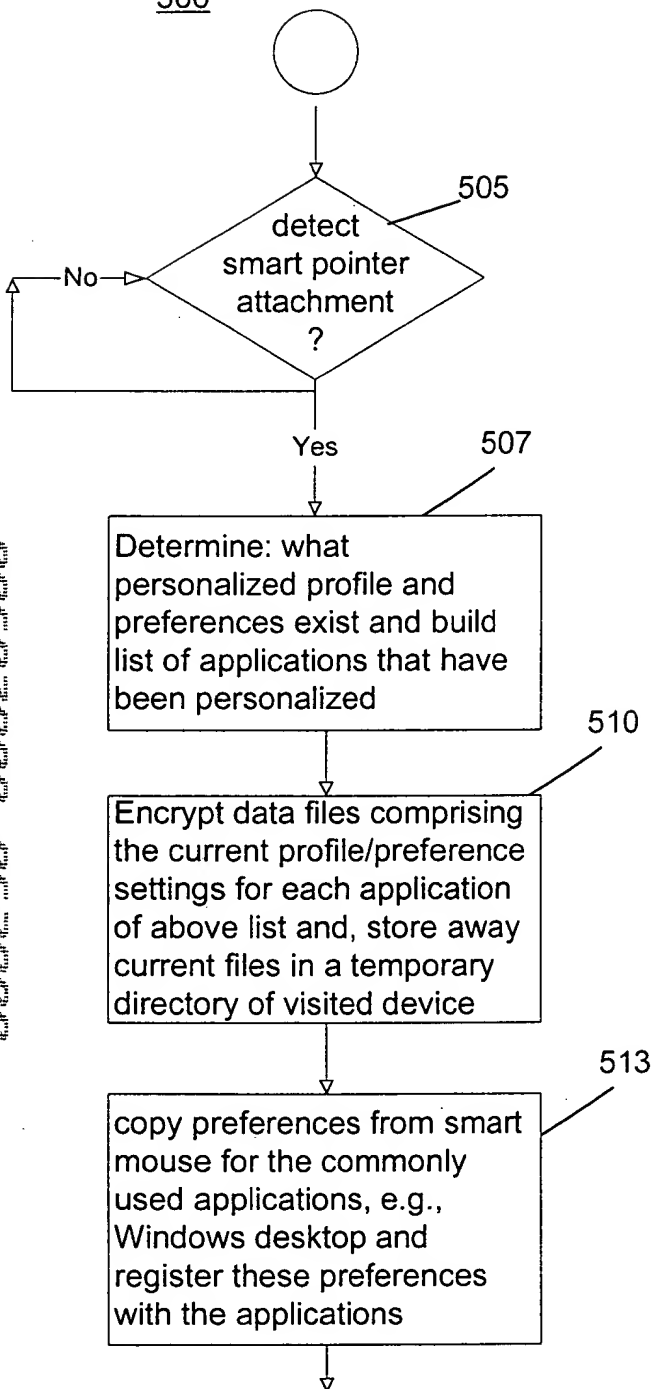 505
detect
smart pointer
attachment
?
No
Yes
507
Determine: what
personalized profile and
preferences exist and build
list of applications that have
been personalized
510
Encrypt data files comprising
the current profile/preference
settings for each application
of above list and, store away
current files in a temporary
directory of visited device
513
copy preferences from smart
mouse for the commonly
used applications, e.g.,
Windows desktop and
register these preferences
with the applications